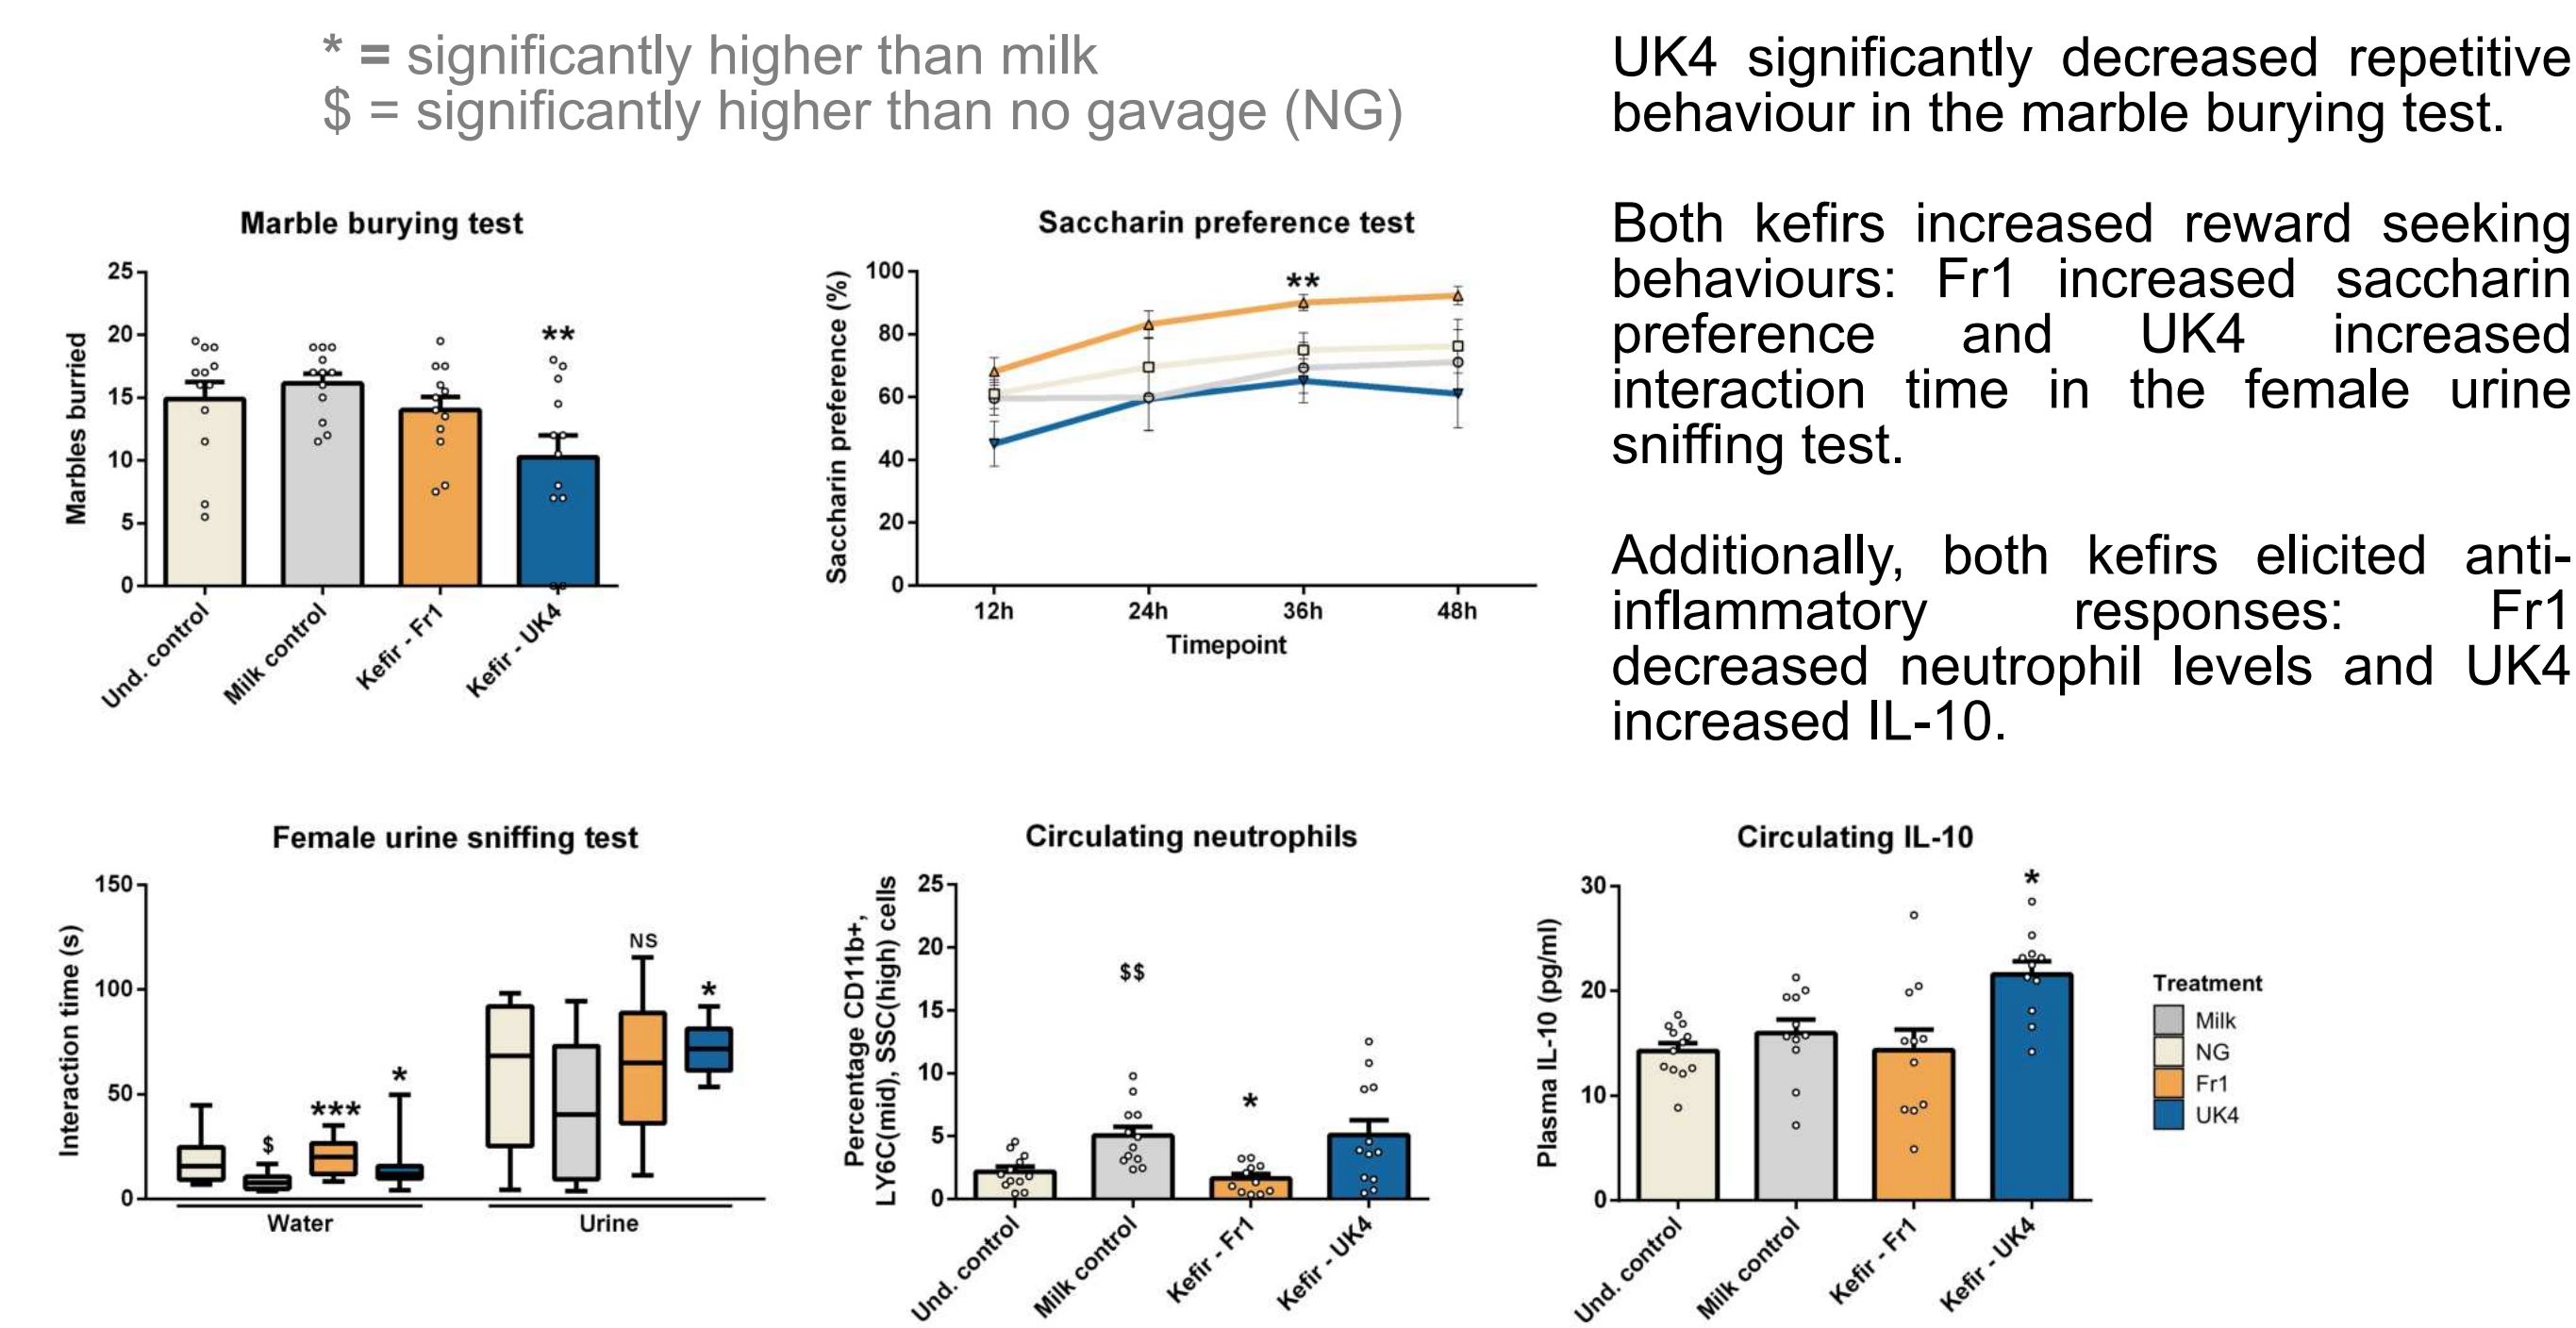 * = significantly higher than milk
$ = significantly higher than no gavage (NG)
UK4 significantly decreased repetitive
behaviour in the marble burying test.
Both kefirs increased reward seeking
behaviours: Fr1 increased saccharin
preference and UK4 increased
interaction time in the female urine
sniffing test.
Additionally, both kefirs elicited anti-
inflammatory responses: Fr1
decreased neutrophil levels and UK4
increased IL-10.
Marble burying test
Marbles burried
25
20
15
10
5
0
**
Und. control
Milk control
Kefir - Fr1
Kefir - UK4
Saccharin preference test
Saccharin preference (%)
100
80
60
40
20
0
**
12h
24h
36h
48h
Timepoint
Female urine sniffing test
Interaction time (s)
150
100
50
0
$
***
*
NS
*
Water
Urine
Circulating neutrophils
Percentage CD11b+,
LY6C(mid), SSC(high) cells
25
20
15
10
5
0
$$
*
Und. control
Milk control
Kefir - Fr1
Kefir - UK4
Circulating IL-10
Plasma IL-10 (pg/ml)
30
20
10
0
*
Und. control
Milk control
Kefir - Fr1
Kefir - UK4
Treatment
Milk
NG
Fr1
UK4